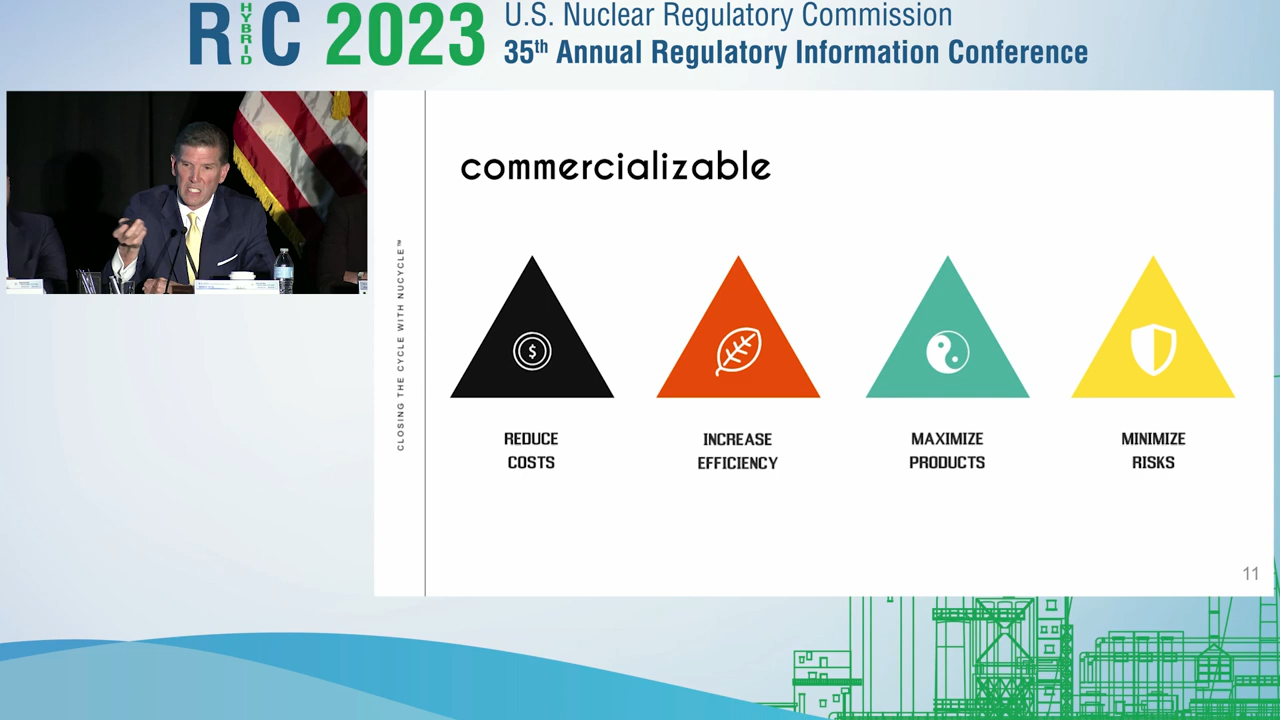 RIC 2023
HYBRID
U.S. Nuclear Regulatory Commission
35th Annual Regulatory Information Conference
CLOSING THE CYCLE WITH NUCYCLE™
commercializable
$
REDUCE
COSTS
INCREASE
EFFICIENCY
MAXIMIZE
PRODUCTS
MINIMIZE
RISKS
11